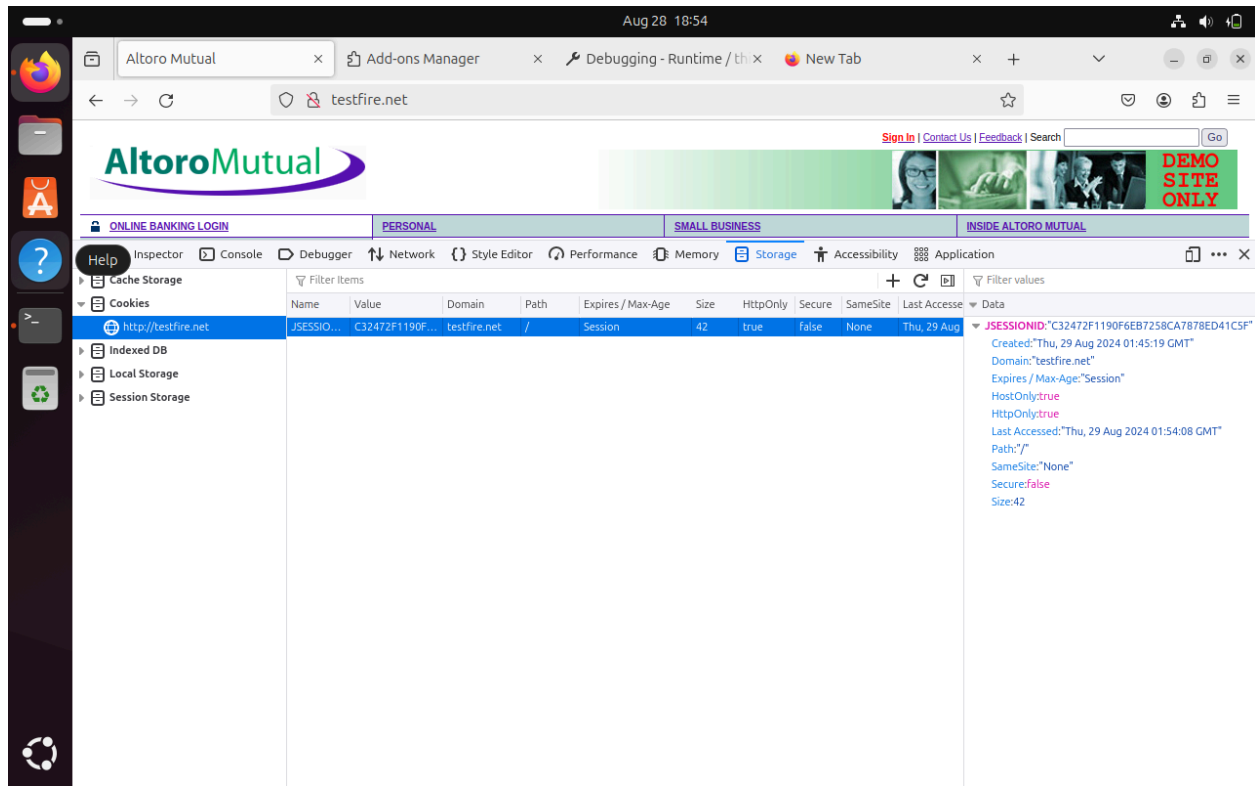 Aug 28 18:54
Altoro Mutual
Add-ons Manager
Debugging - Runtime / th
New Tab
testfire.net
Sign In | Contact Us | Feedback | Search
Go
AltoroMutual
DEMO
SITE
ONLY
ONLINE BANKING LOGIN
PERSONAL
SMALL BUSINESS
INSIDE ALTORO MUTUAL
Help
Inspector
Console
Debugger
Network
{} Style Editor
Performance
Memory
Storage
Accessibility
Application
Cache Storage
Cookies
http://testfire.net
Indexed DB
Local Storage
Session Storage
Filter Items
Name Value Domain Path Expires / Max-Age Size HttpOnly Secure SameSite Last Accesse
JSESSIO... C32472F1190F... testfire.net / Session 42 true false None Thu, 29 Aug
Filter values
Data
JSESSIONID:"C32472F1190F6EB7258CA7878ED41C5F"
Created:"Thu, 29 Aug 2024 01:45:19 GMT"
Domain:"testfire.net"
Expires / Max-Age:"Session"
HostOnly:true
HttpOnly:true
Last Accessed:"Thu, 29 Aug 2024 01:54:08 GMT"
Path:"/"
SameSite:"None"
Secure:false
Size:42